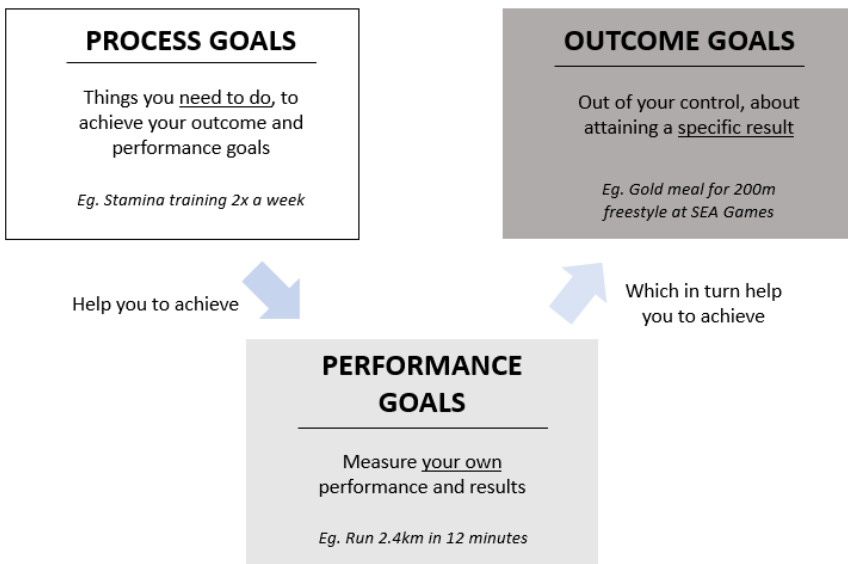 PROCESS GOALS
Things you need to do, to
achieve your outcome and
performance goals
Eg. Stamina training 2x a week
OUTCOME GOALS
Out of your control, about
attaining a specific result
Eg. Gold meal for 200m
freestyle at SEA Games
Help you to achieve
Which in turn help
you to achieve
PERFORMANCE
GOALS
Measure your own
performance and results
Eg. Run 2.4km in 12 minutes